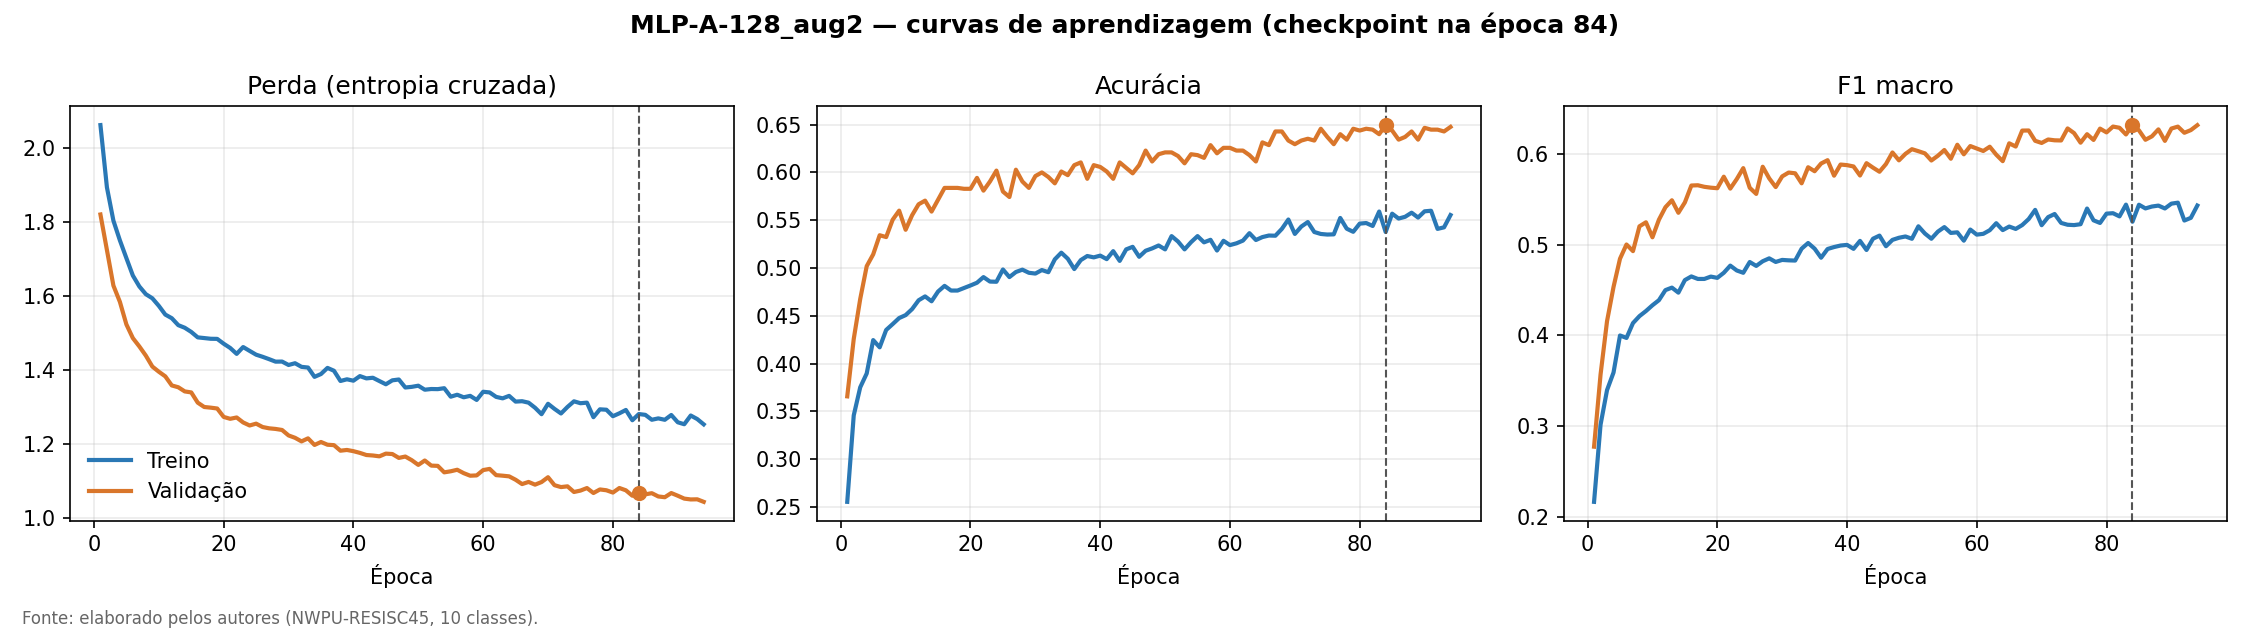 MLP-A-128_aug2 — curvas de aprendizagem (checkpoint na época 84)
Perda (entropia cruzada)
2.0
1.8
1.6
1.4
1.2
1.0
Treino
Validação
0 20 40 60 80
Época
Acurácia
0.65
0.60
0.55
0.50
0.45
0.40
0.35
0.30
0.25
0 20 40 60 80
Época
F1 macro
0.6
0.5
0.4
0.3
0.2
0 20 40 60 80
Época
Fonte: elaborado pelos autores (NWPU-RESISC45, 10 classes).